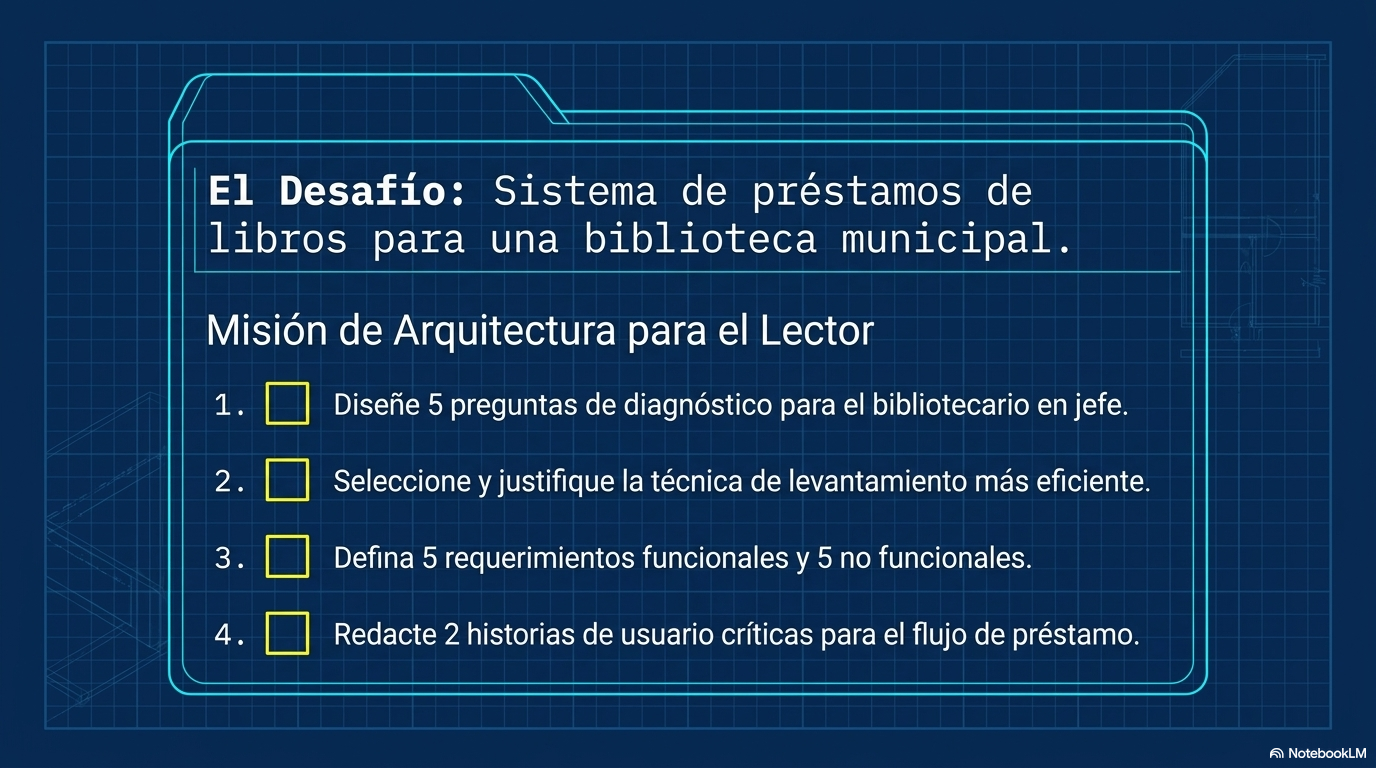 El Desafío: Sistema de préstamos de
libros para una biblioteca municipal.
Misión de Arquitectura para el Lector
1. Diseñe 5 preguntas de diagnóstico para el bibliotecario en jefe.
2. Seleccione y justifique la técnica de levantamiento más eficiente.
3. Defina 5 requerimientos funcionales y 5 no funcionales.
4. Redacte 2 historias de usuario críticas para el flujo de préstamo.
NotebookLM